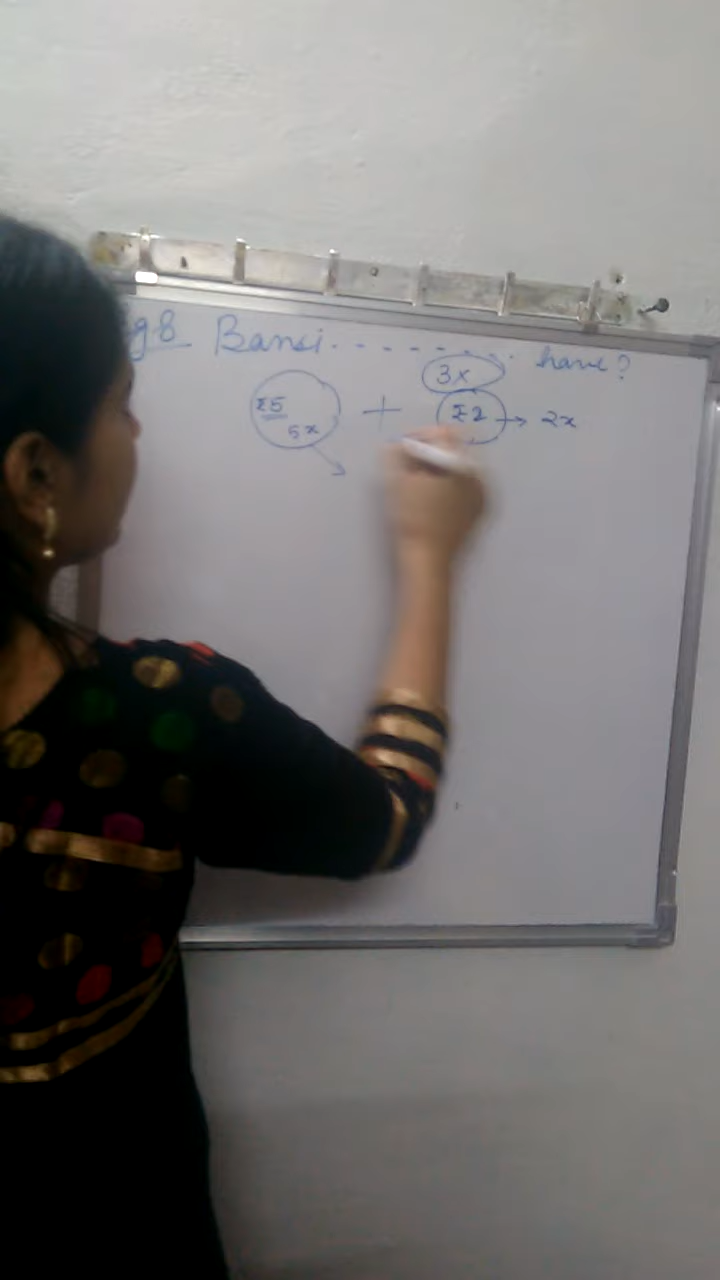 g8 Bansi........ have?
3x
₹5 + ₹2 → 2x
5x